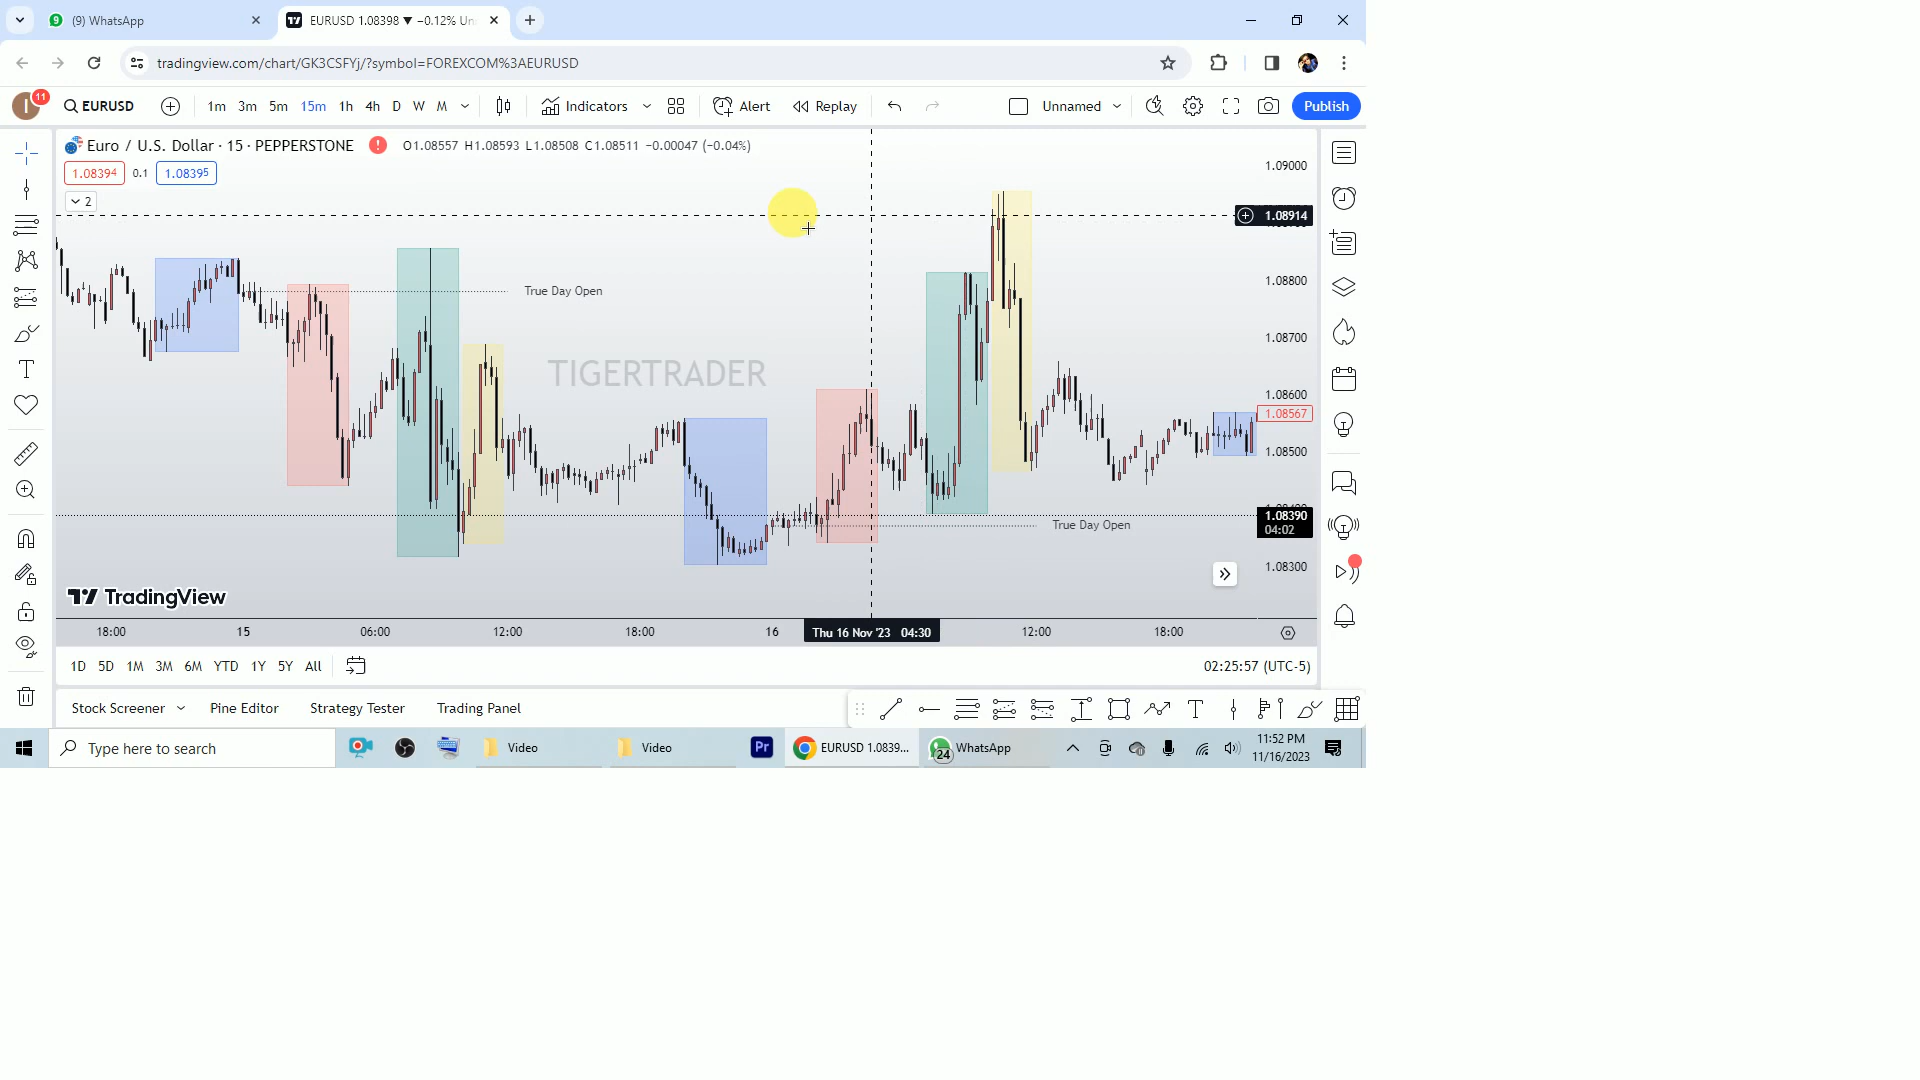 (9) WhatsApp
EURUSD 1.08398 ▼ −0.12% Un
tradingview.com/chart/GK3CSFYj/?symbol=FOREXCOM%3AEURUSD
I 11 EURUSD 1m 3m 5m 15m 1h 4h D W M Indicators Alert Replay Unnamed Publish
Euro / U.S. Dollar · 15 · PEPPERSTONE O1.08557 H1.08593 L1.08508 C1.08511 −0.00047 (−0.04%)
1.08394 0.1 1.08395
2
1.09000
1.08914
1.08800
1.08700
1.08600
1.08567
1.08500
1.08390
04:02
1.08300
True Day Open
TIGERTRADER
True Day Open
TradingView
18:00 15 06:00 12:00 18:00 16 Thu 16 Nov '23 04:30 12:00 18:00
1D 5D 1M 3M 6M YTD 1Y 5Y All 02:25:57 (UTC-5)
Stock Screener Pine Editor Strategy Tester Trading Panel
Type here to search Video Video Pr EURUSD 1.0839... 24 WhatsApp
11:52 PM
11/16/2023